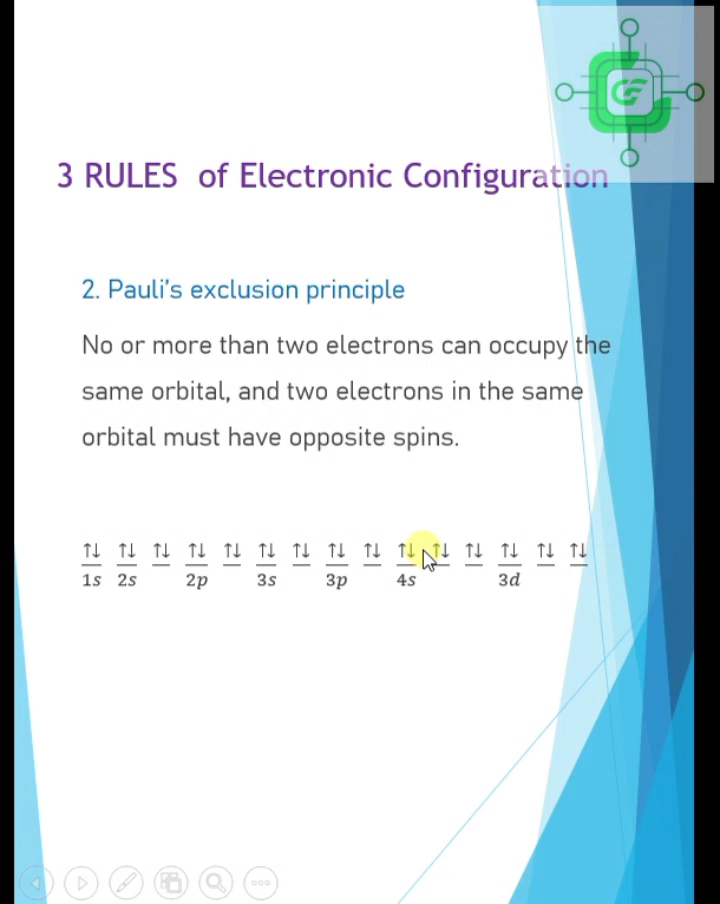 3 RULES of Electronic Configuration
2. Pauli's exclusion principle
No or more than two electrons can occupy the
same orbital, and two electrons in the same
orbital must have opposite spins.
↑↓ ↑↓ ↑↓ ↑↓ ↑↓ ↑↓ ↑↓ ↑↓ ↑↓ ↑↓ ↑↓ ↑↓ ↑↓ ↑↓ ↑↓
1s 2s 2p 3s 3p 4s 3d